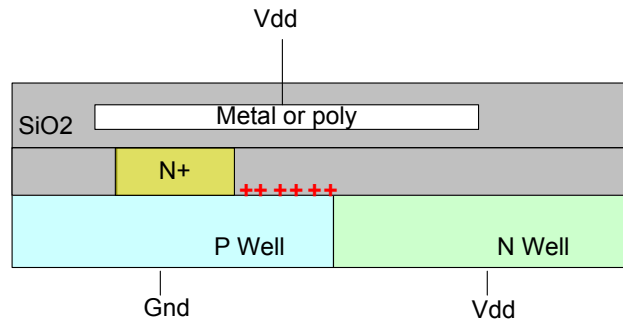 Vdd
Metal or poly
SiO2
N+
++ ++ ++
P Well
N Well
Gnd
Vdd